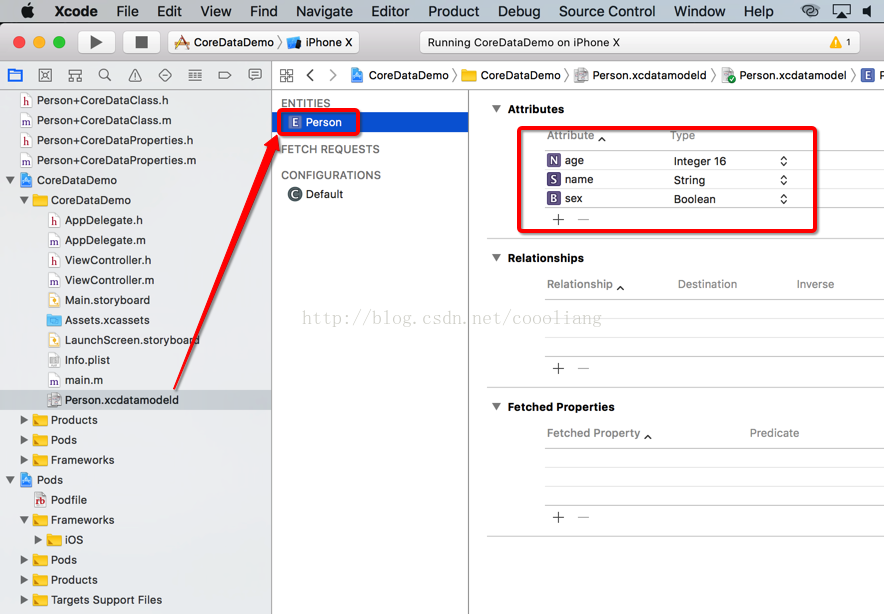 Xcode File Edit View Find Navigate Editor Product Debug Source Control Window Help
CoreDataDemo iPhone X Running CoreDataDemo on iPhone X 1
CoreDataDemo CoreDataDemo Person.xcdatamodeld Person.xcdatamodel E P
h Person+CoreDataClass.h
m Person+CoreDataClass.m
h Person+CoreDataProperties.h
m Person+CoreDataProperties.m
CoreDataDemo
CoreDataDemo
h AppDelegate.h
m AppDelegate.m
h ViewController.h
m ViewController.m
Main.storyboard
Assets.xcassets
LaunchScreen.storyboard
Info.plist
m main.m
Person.xcdatamodeld
Products
Pods
Frameworks
Pods
rb Podfile
Frameworks
iOS
Pods
Products
Targets Support Files
ENTITIES
E Person
FETCH REQUESTS
CONFIGURATIONS
C Default
Attributes
Attribute Type
N age Integer 16
S name String
B sex Boolean
Relationships
Relationship Destination Inverse
http://blog.csdn.net/coooliang
Fetched Properties
Fetched Property Predicate